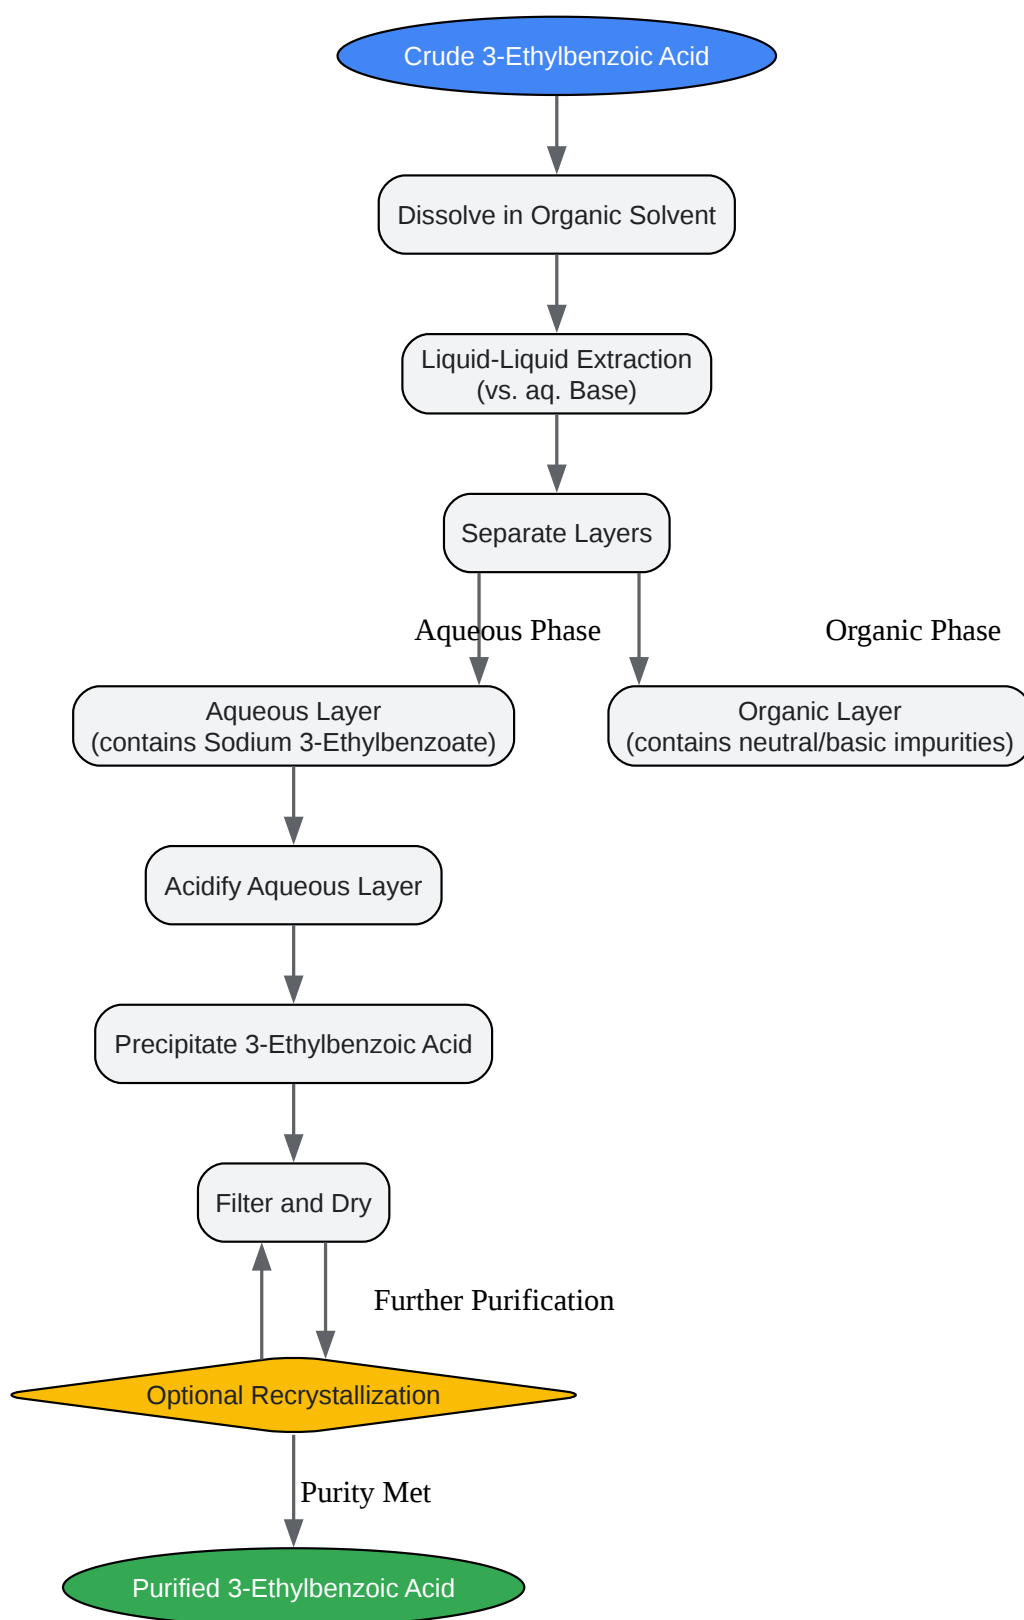 Crude 3-Ethylbenzoic Acid
Dissolve in Organic Solvent
Liquid-Liquid Extraction
(vs. aq. Base)
Separate Layers
Aqueous Phase
Organic Phase
Aqueous Layer
(contains Sodium 3-Ethylbenzoate)
Organic Layer
(contains neutral/basic impurities)
Acidify Aqueous Layer
Precipitate 3-Ethylbenzoic Acid
Filter and Dry
Further Purification
Optional Recrystallization
Purity Met
Purified 3-Ethylbenzoic Acid